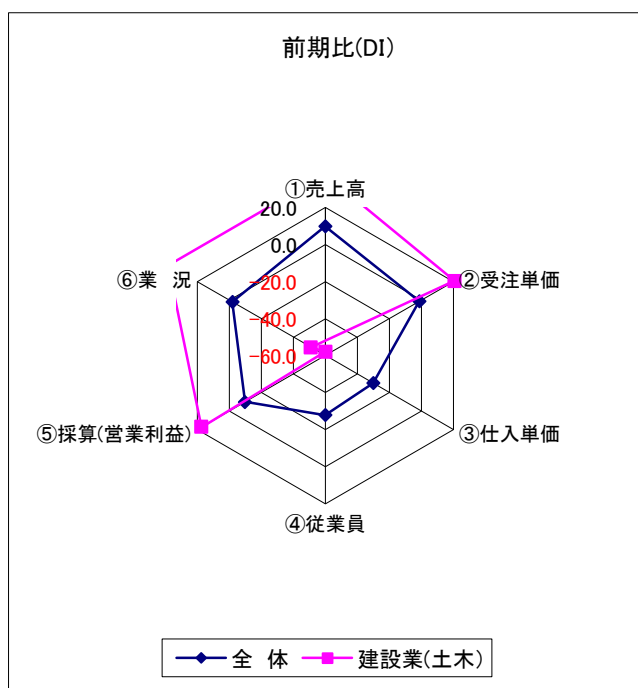 前期比(DI)
①売上高
20.0
0.0
-20.0
-40.0
-60.0
②受注単価
③仕入単価
④従業員
⑤採算(営業利益)
⑥業 況
全 体
建設業(土木)